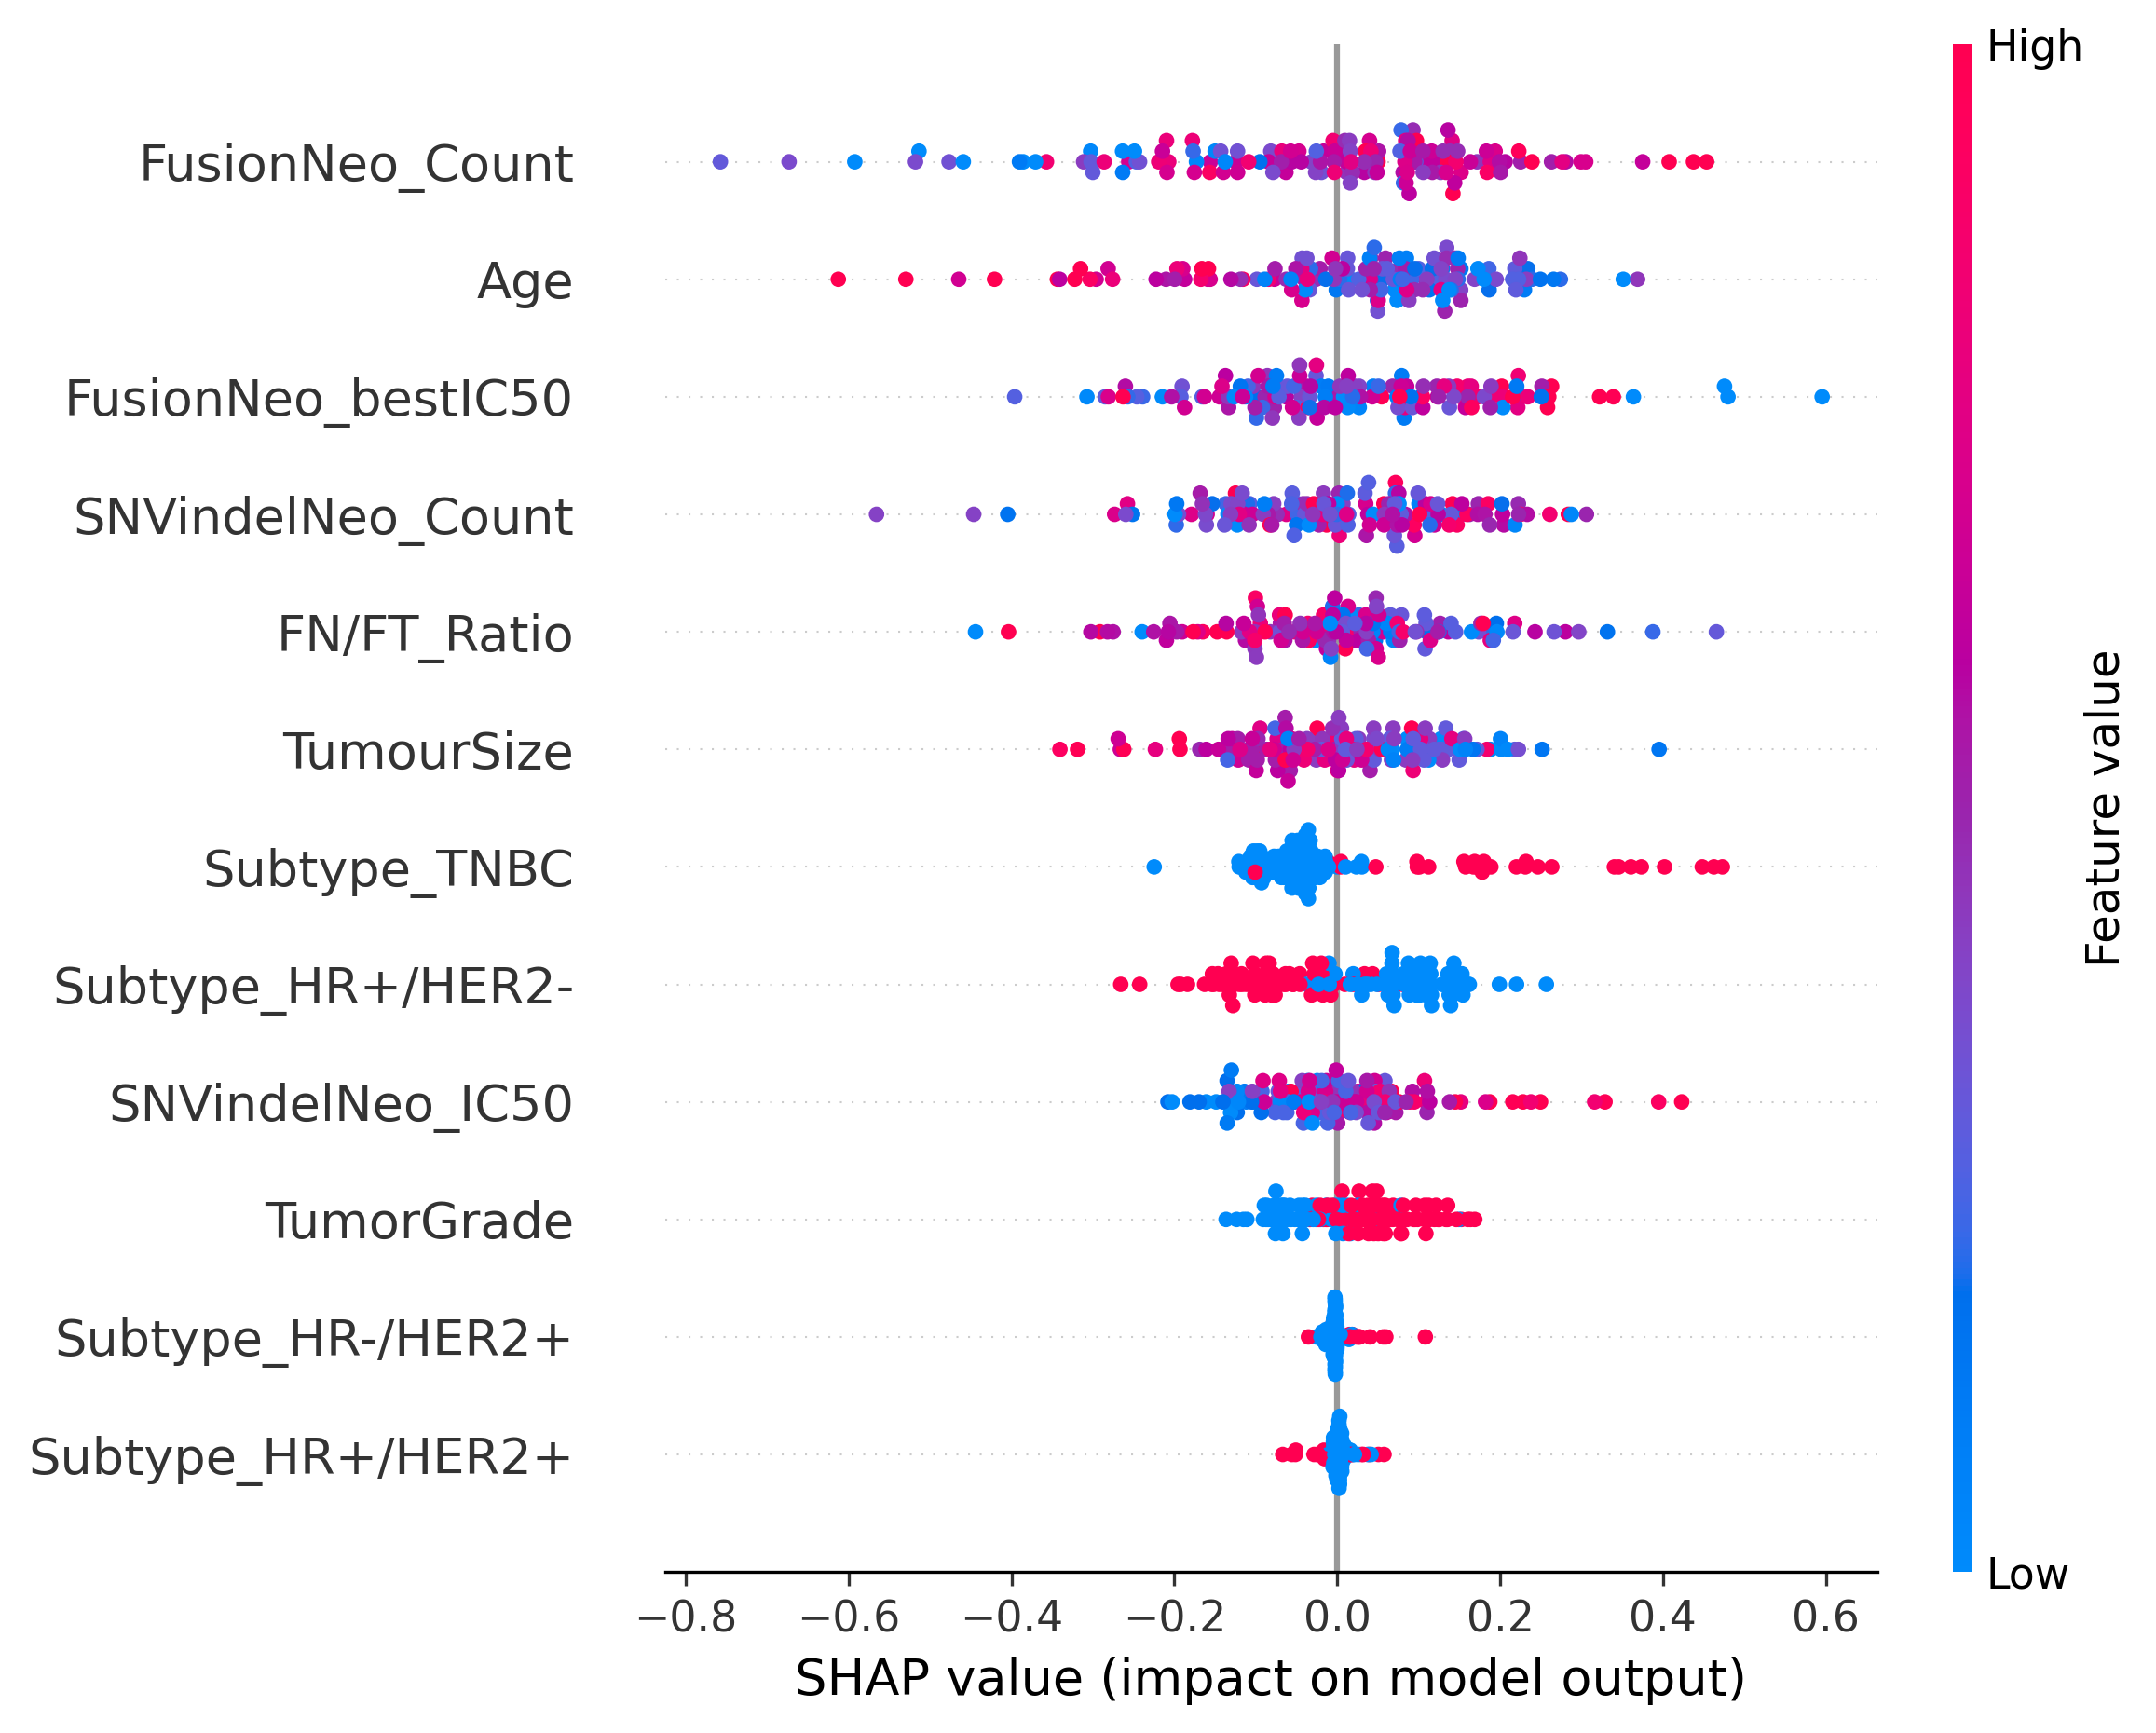 High
FusionNeo_Count
Age
FusionNeo_bestIC50
SNVindelNeo_Count
FN/FT_Ratio
TumourSize
Subtype_TNBC
Subtype_HR+/HER2-
SNVindelNeo_IC50
TumorGrade
Subtype_HR-/HER2+
Subtype_HR+/HER2+
Feature value
Low
−0.8 −0.6 −0.4 −0.2 0.0 0.2 0.4 0.6
SHAP value (impact on model output)